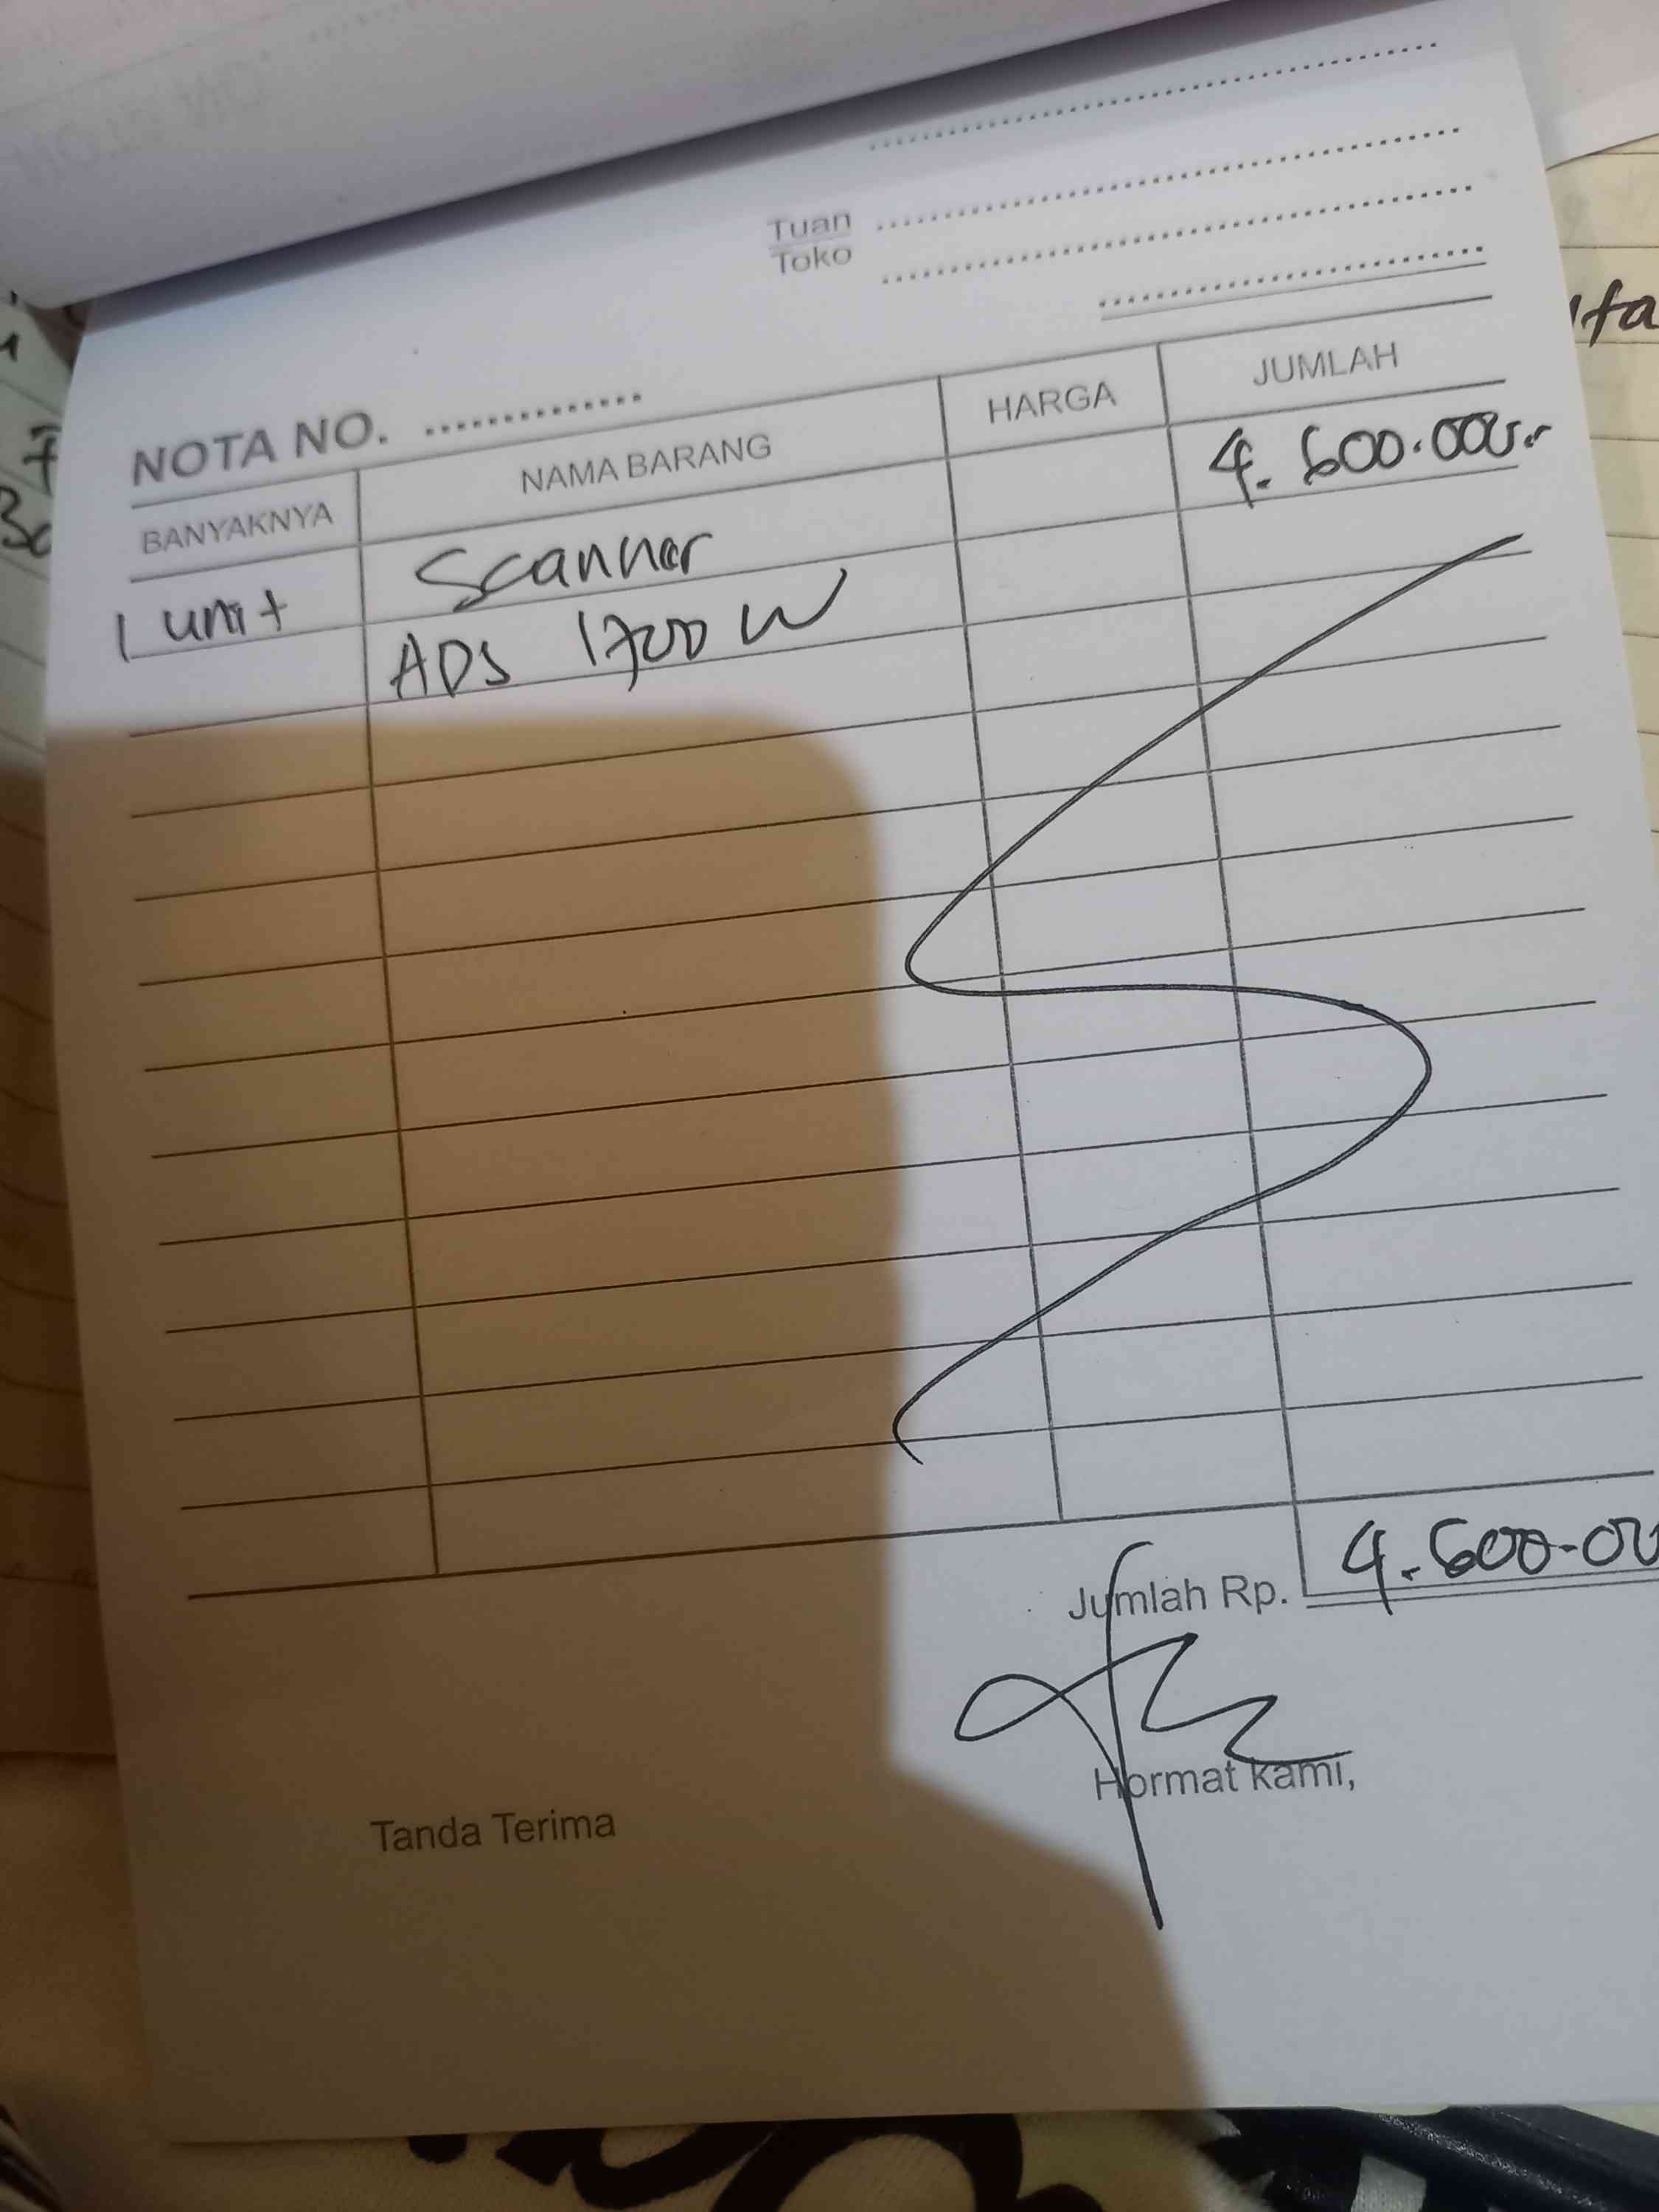 Tuan
Toko
NOTA NO. ..............
BANYAKNYA NAMA BARANG HARGA JUMLAH
1 unit Scanner 4.600.000.-
ADS 1700 W
Jumlah Rp. 4.600.00
Hormat kami,
Tanda Terima